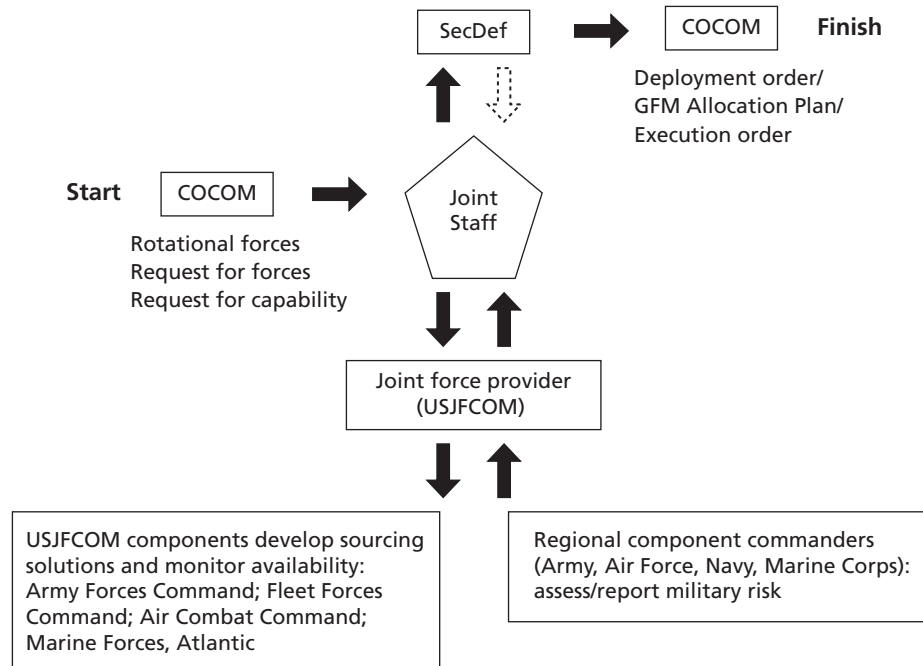 SecDef
COCOM
Finish
Deployment order/
GFM Allocation Plan/
Execution order
Start
COCOM
Joint
Staff
Rotational forces
Request for forces
Request for capability
Joint force provider
(USJFCOM)
USJFCOM components develop sourcing
solutions and monitor availability:
Army Forces Command; Fleet Forces
Command; Air Combat Command;
Marine Forces, Atlantic
Regional component commanders
(Army, Air Force, Navy, Marine Corps):
assess/report military risk